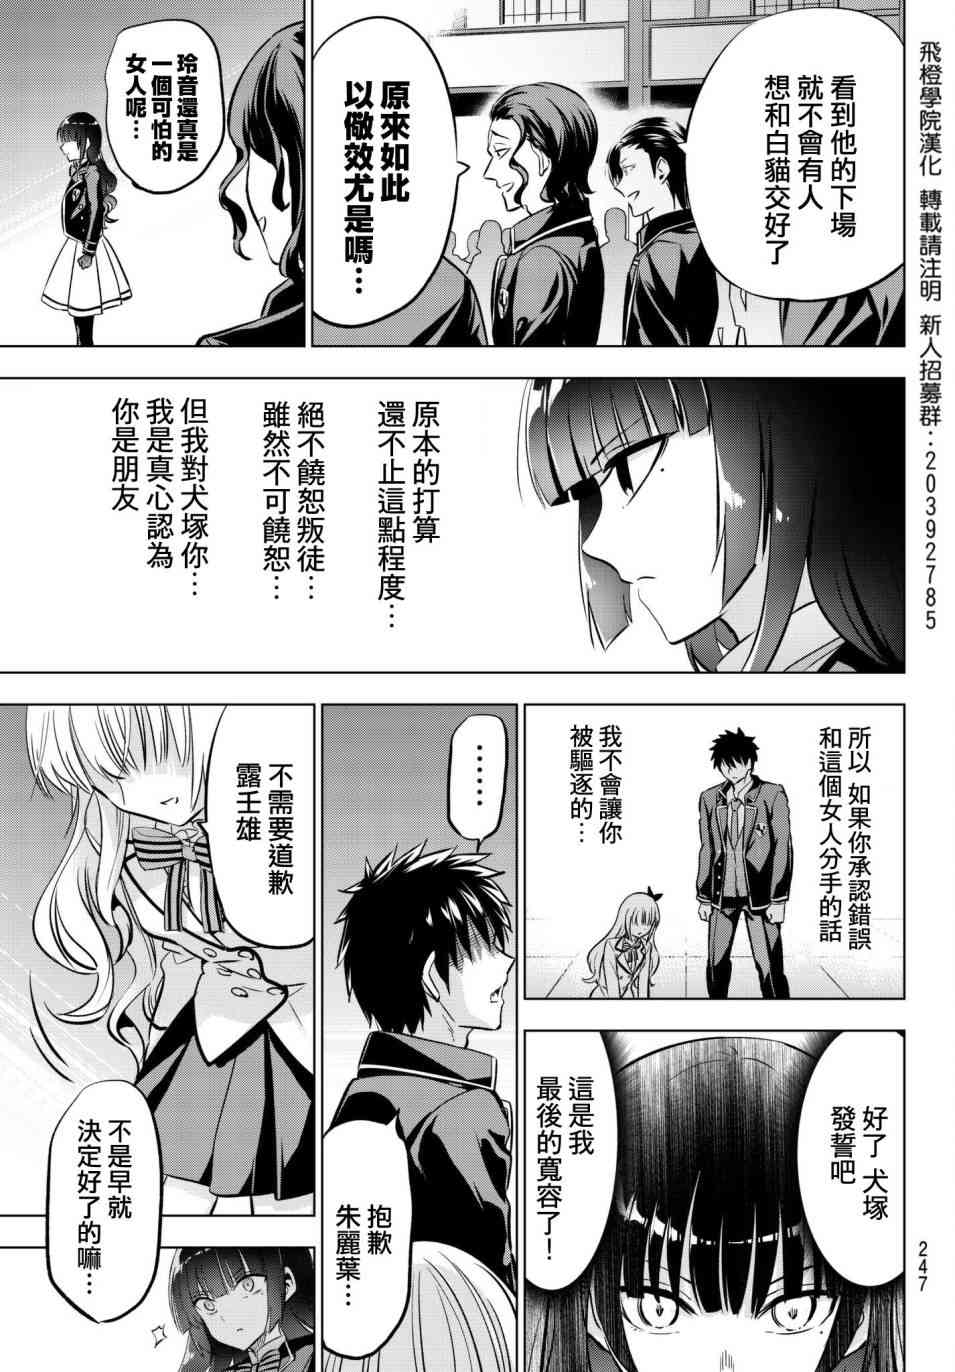 看到他的下場
就不會有人
想和白貓交好了
原來如此
以儆效尤是嗎…
玲音還真是
一個可怕的
女人呢…
原本的打算
還不止這點程度…
絕不饒恕叛徒…
雖然不可饒恕…
但我對犬塚你…
我是真心認為
你是朋友
所以 如果你承認錯誤
和這個女人分手的話
我不會讓你
被驅逐的…
……
不需要道歉
露壬雄
好了 犬塚
發誓吧
這是我
最後的寬容了!
抱歉
朱麗葉
不是早就
決定好了的嘛…
飛橙學院漢化 轉載請注明 新人招募群:20392785
247